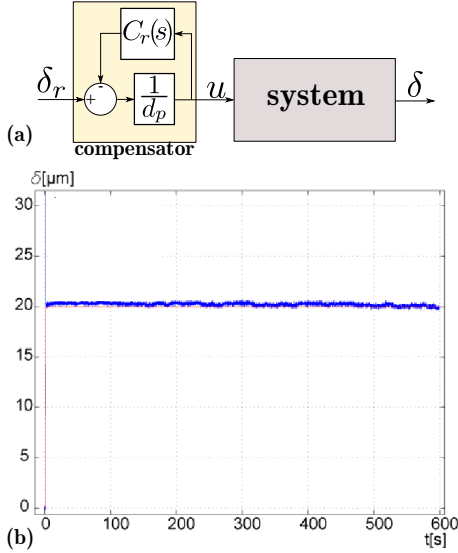 C_r(s)
δ_r + - 1/d_p u system δ
(a)
compensator
δ[µm]
30
25
20
15
10
5
0
0 100 200 300 400 500 600
t[s]
(b)